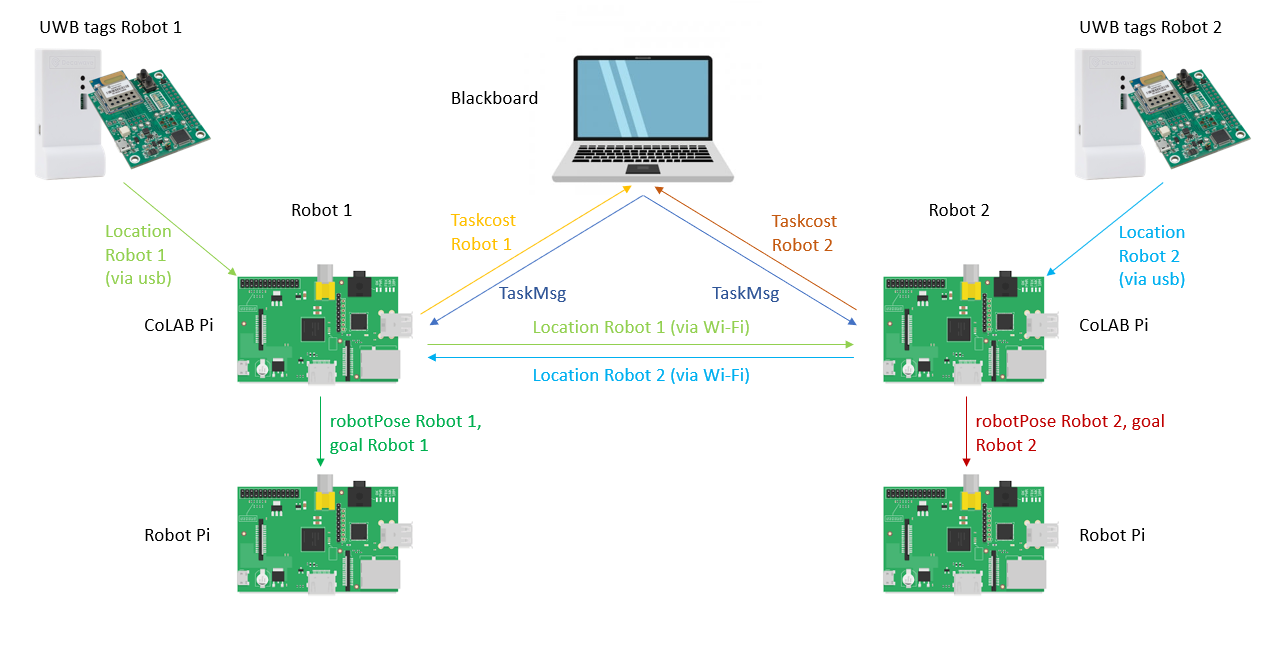 UWB tags Robot 1
UWB tags Robot 2
Blackboard
Robot 1
Robot 2
Location
Robot 1
(via usb)
Taskcost
Robot 1
Taskcost
Robot 2
Location
Robot 2
(via usb)
TaskMsg
TaskMsg
CoLAB Pi
Location Robot 1 (via Wi-Fi)
CoLAB Pi
Location Robot 2 (via Wi-Fi)
robotPose Robot 1,
goal Robot 1
robotPose Robot 2, goal
Robot 2
Robot Pi
Robot Pi